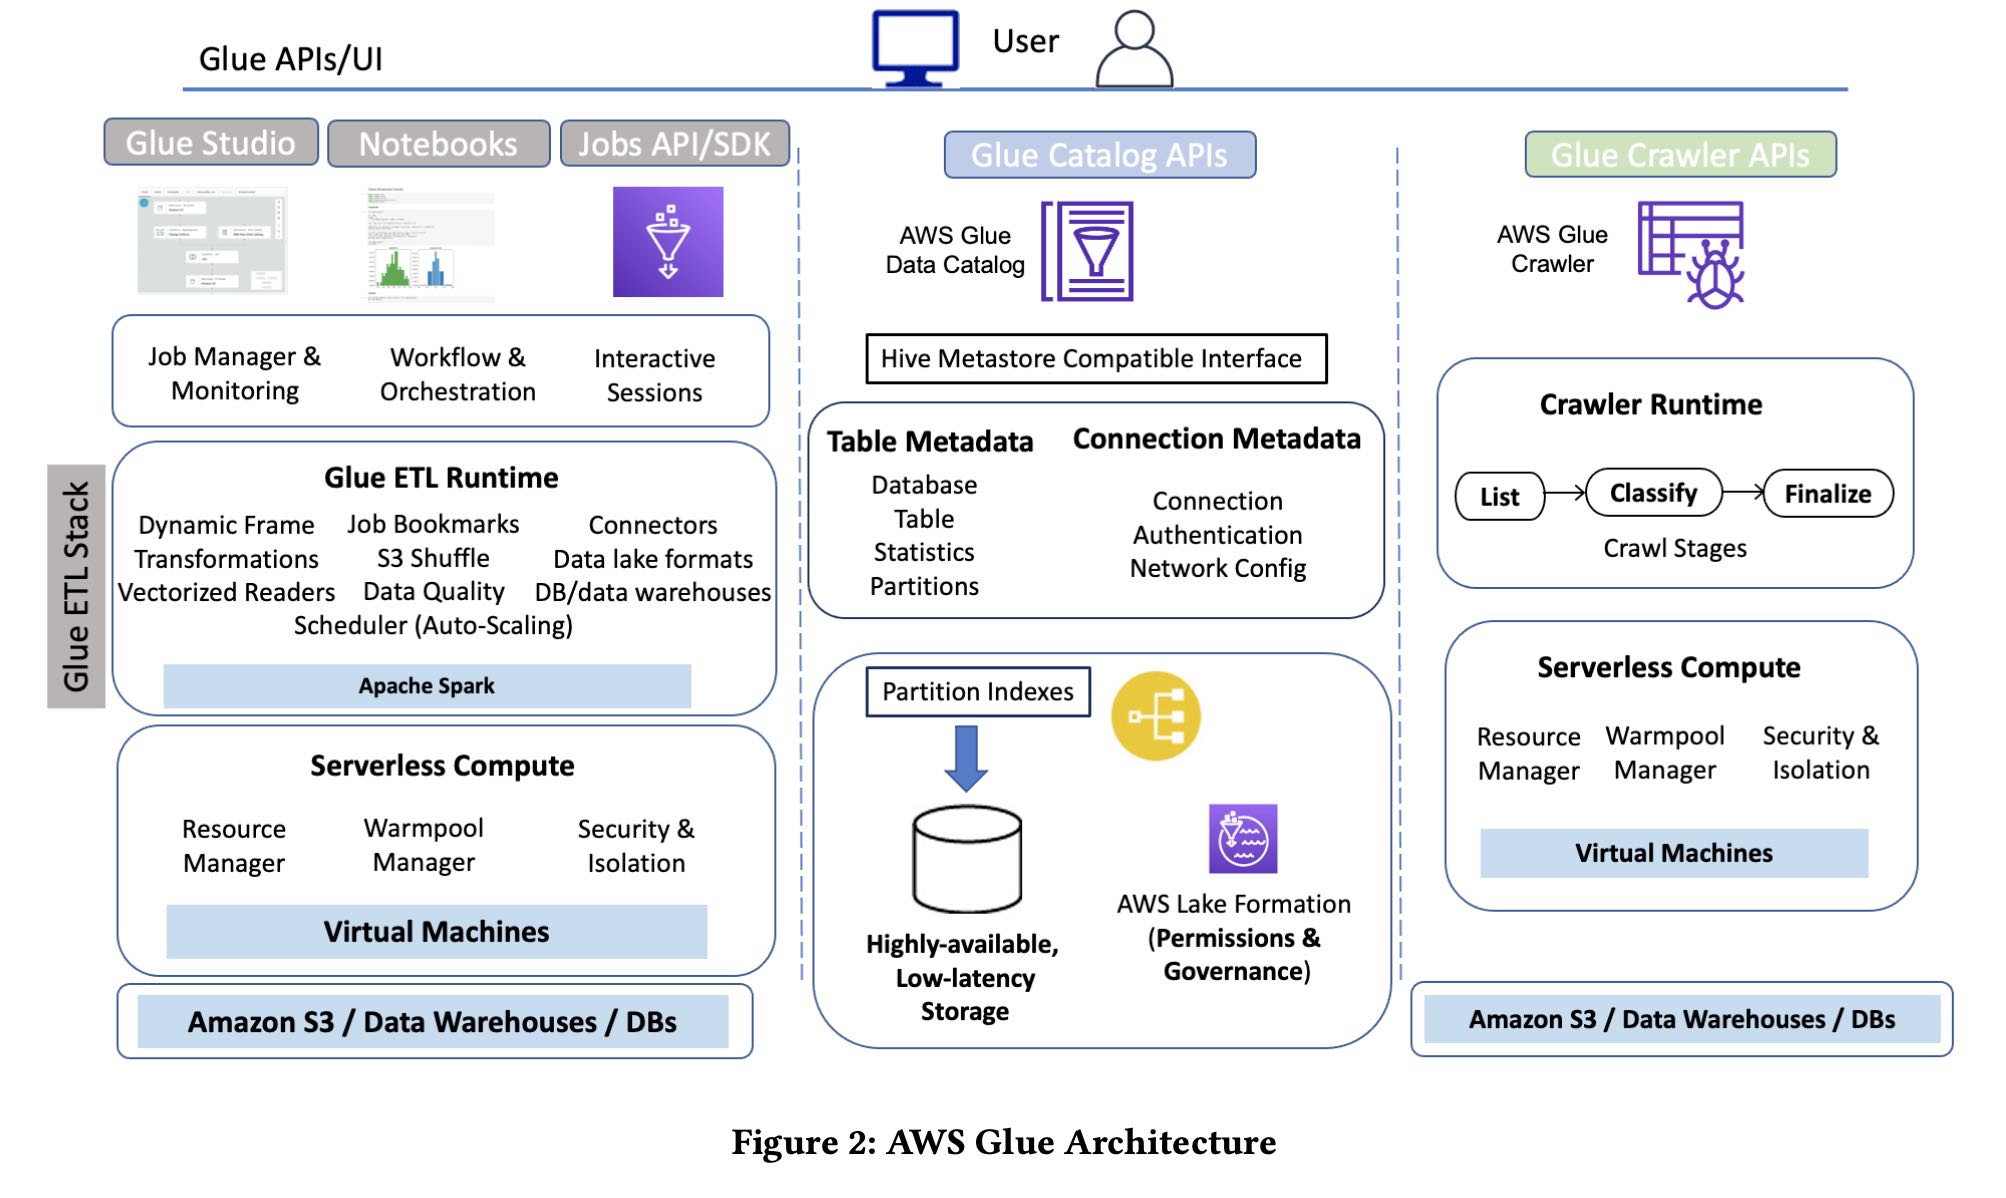 Glue APIs/UI
User
Glue Studio
Notebooks
Jobs API/SDK
Job Manager &
Monitoring
Workflow &
Orchestration
Interactive
Sessions
Glue ETL Stack
Glue ETL Runtime
Dynamic Frame
Transformations
Vectorized Readers
Job Bookmarks
S3 Shuffle
Data Quality
Connectors
Data lake formats
DB/data warehouses
Scheduler (Auto-Scaling)
Apache Spark
Serverless Compute
Resource
Manager
Warmpool
Manager
Security &
Isolation
Virtual Machines
Amazon S3 / Data Warehouses / DBs
Glue Catalog APIs
AWS Glue
Data Catalog
Hive Metastore Compatible Interface
Table Metadata
Database
Table
Statistics
Partitions
Connection Metadata
Connection
Authentication
Network Config
Partition Indexes
Highly-available,
Low-latency
Storage
AWS Lake Formation
(Permissions &
Governance)
Glue Crawler APIs
AWS Glue
Crawler
Crawler Runtime
List
Classify
Finalize
Crawl Stages
Serverless Compute
Resource
Manager
Warmpool
Manager
Security &
Isolation
Virtual Machines
Amazon S3 / Data Warehouses / DBs
Figure 2: AWS Glue Architecture